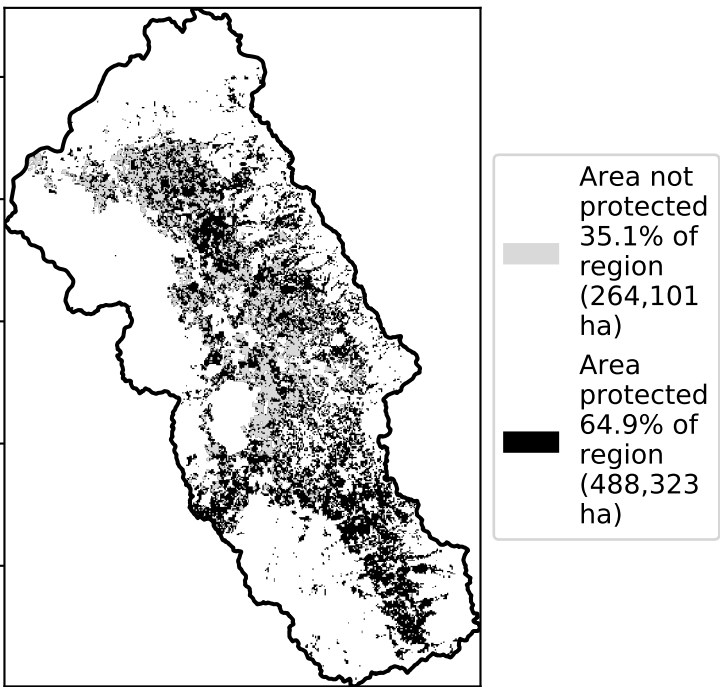 Area not
protected
35.1% of
region
(264,101
ha)
Area
protected
64.9% of
region
(488,323
ha)